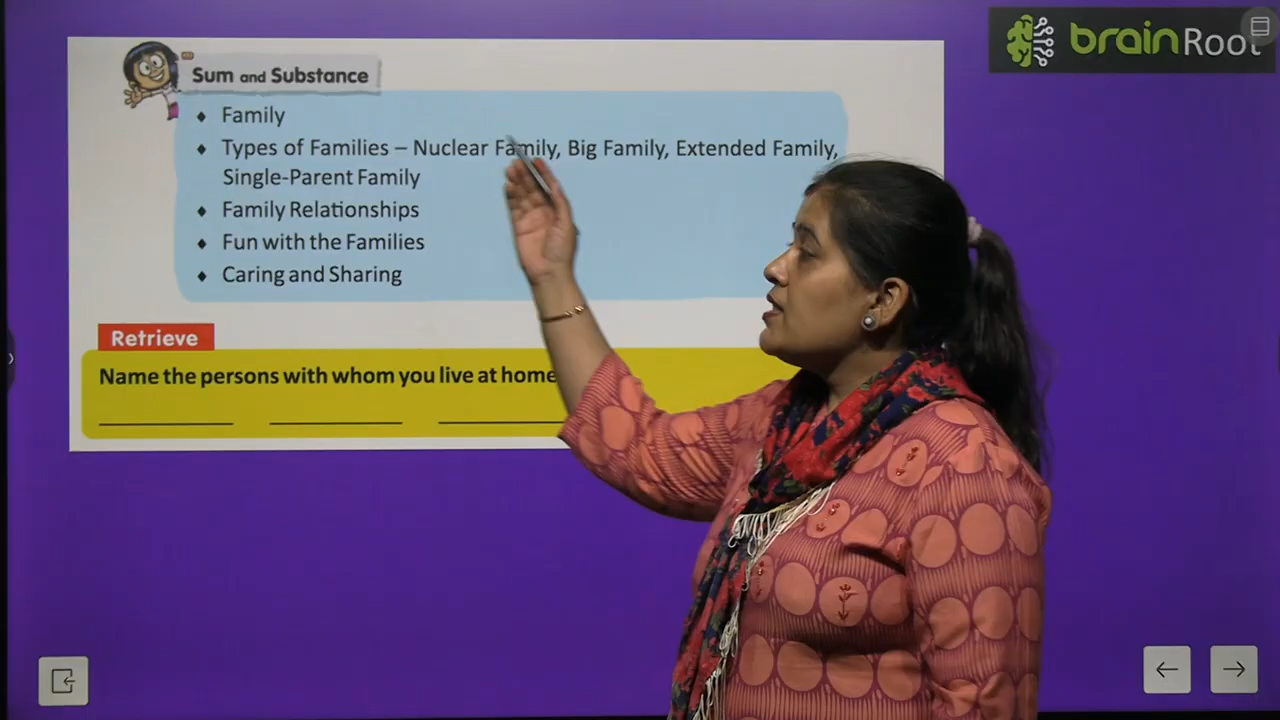 brainRoot
Sum and Substance
♦ Family
♦ Types of Families – Nuclear Family, Big Family, Extended Family,
Single-Parent Family
♦ Family Relationships
♦ Fun with the Families
♦ Caring and Sharing
Retrieve
Name the persons with whom you live at home